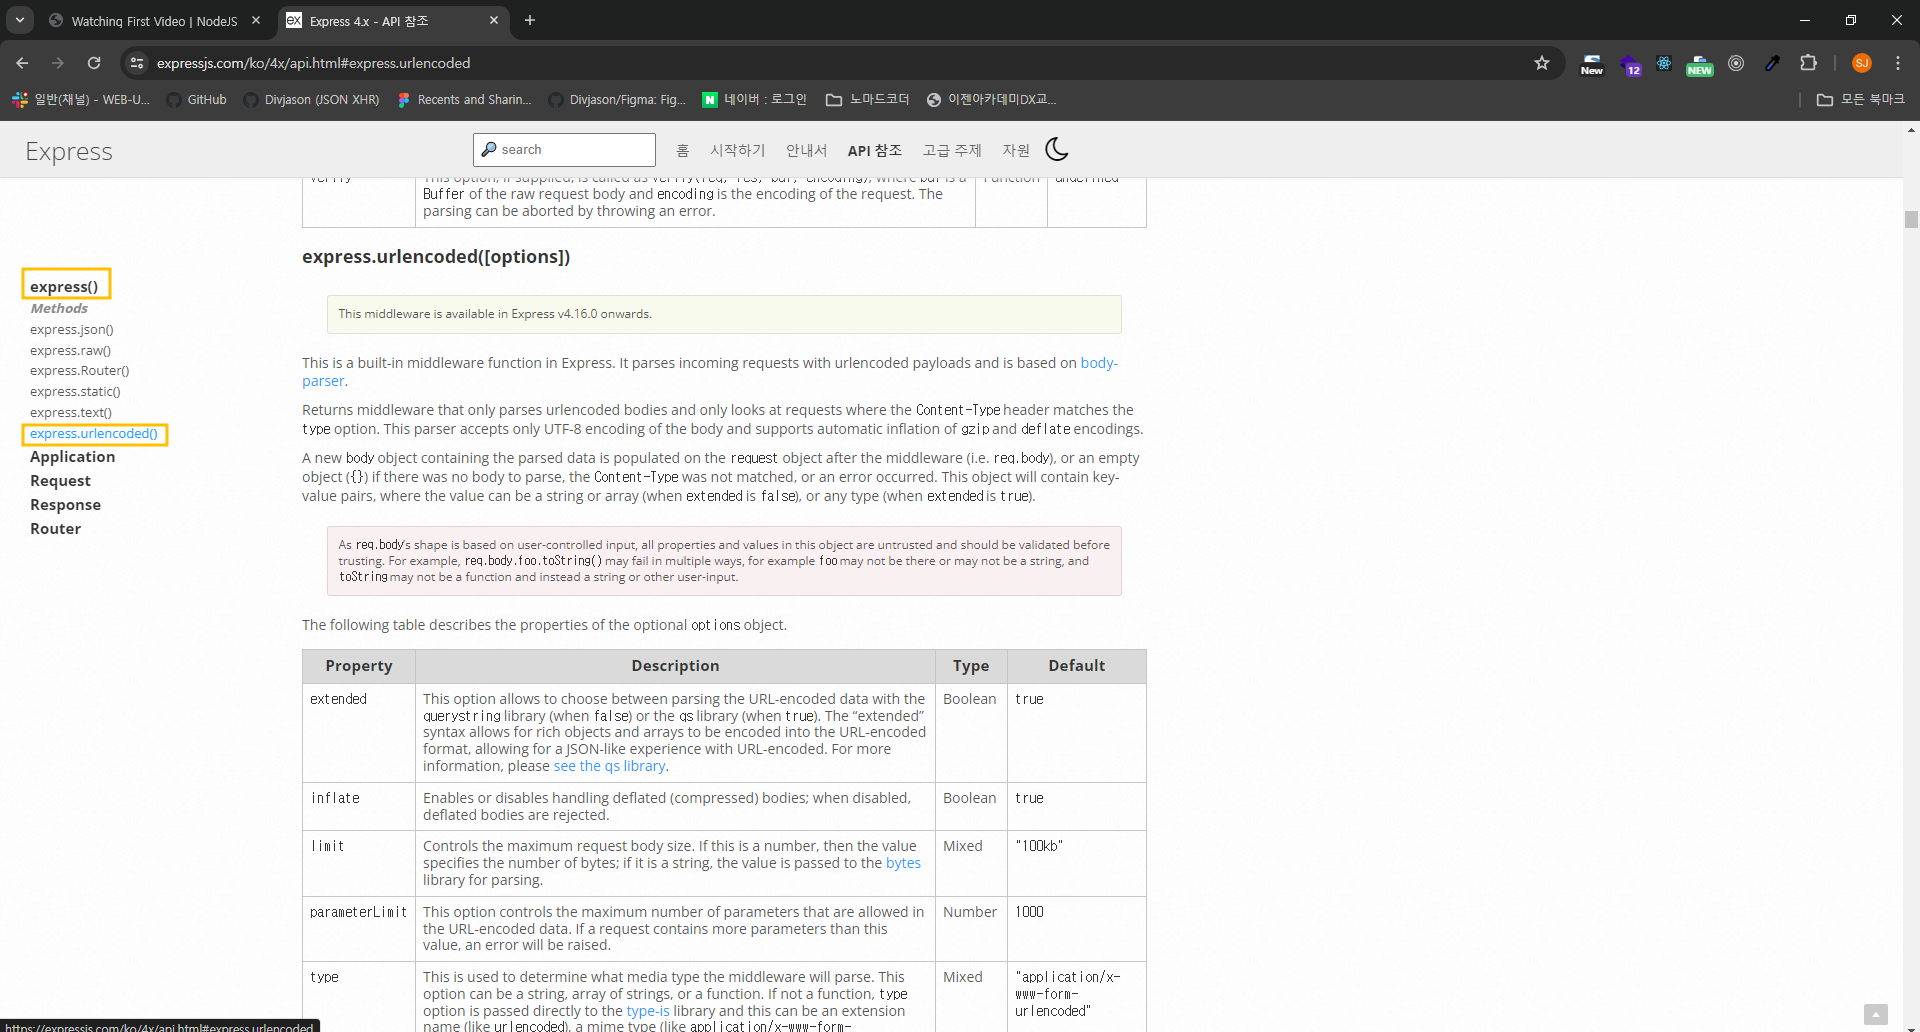 Watching First Video | NodeJS
Express 4.x - API 참조
expressjs.com/ko/4x/api.html#express.urlencoded
New
12
NEW
SJ
일반(채널) - WEB-U...
GitHub
Divjason (JSON XHR)
Recents and Sharin...
Divjason/Figma: Fig...
네이버 : 로그인
노마드코더
이젠아카데미DX교...
모든 북마크
Express
search
홈
시작하기
안내서
API 참조
고급 주제
자원
verify
This option, if supplied, is called as verify(req, res, buf, encoding), where buf is a
Function
undefined
Buffer of the raw request body and encoding is the encoding of the request. The
parsing can be aborted by throwing an error.
express()
Methods
express.json()
express.raw()
express.Router()
express.static()
express.text()
express.urlencoded()
Application
Request
Response
Router
express.urlencoded([options])
This middleware is available in Express v4.16.0 onwards.
This is a built-in middleware function in Express. It parses incoming requests with urlencoded payloads and is based on body-
parser.
Returns middleware that only parses urlencoded bodies and only looks at requests where the Content-Type header matches the
type option. This parser accepts only UTF-8 encoding of the body and supports automatic inflation of gzip and deflate encodings.
A new body object containing the parsed data is populated on the request object after the middleware (i.e. req.body), or an empty
object ({}) if there was no body to parse, the Content-Type was not matched, or an error occurred. This object will contain key-
value pairs, where the value can be a string or array (when extended is false), or any type (when extended is true).
As req.body's shape is based on user-controlled input, all properties and values in this object are untrusted and should be validated before
trusting. For example, req.body.foo.toString() may fail in multiple ways, for example foo may not be there or may not be a string, and
toString may not be a function and instead a string or other user-input.
The following table describes the properties of the optional options object.
Property
Description
Type
Default
extended
This option allows to choose between parsing the URL-encoded data with the
querystring library (when false) or the qs library (when true). The “extended”
syntax allows for rich objects and arrays to be encoded into the URL-encoded
format, allowing for a JSON-like experience with URL-encoded. For more
information, please see the qs library.
Boolean
true
inflate
Enables or disables handling deflated (compressed) bodies; when disabled,
deflated bodies are rejected.
Boolean
true
limit
Controls the maximum request body size. If this is a number, then the value
specifies the number of bytes; if it is a string, the value is passed to the bytes
library for parsing.
Mixed
"100kb"
parameterLimit
This option controls the maximum number of parameters that are allowed in
the URL-encoded data. If a request contains more parameters than this
value, an error will be raised.
Number
1000
type
This is used to determine what media type the middleware will parse. This
option can be a string, array of strings, or a function. If not a function, type
option is passed directly to the type-is library and this can be an extension
name (like urlencoded), a mime type (like application/x-www-form-
Mixed
"application/x-
www-form-
urlencoded"
https://expressjs.com/ko/4x/api.html#express.urlencoded